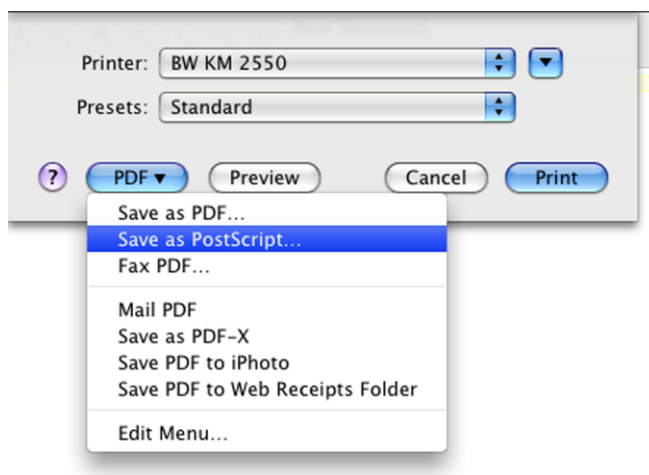 Printer: BW KM 2550
Presets: Standard
? PDF ▼ Preview Cancel Print
Save as PDF...
Save as PostScript...
Fax PDF...
Mail PDF
Save as PDF-X
Save PDF to iPhoto
Save PDF to Web Receipts Folder
Edit Menu...